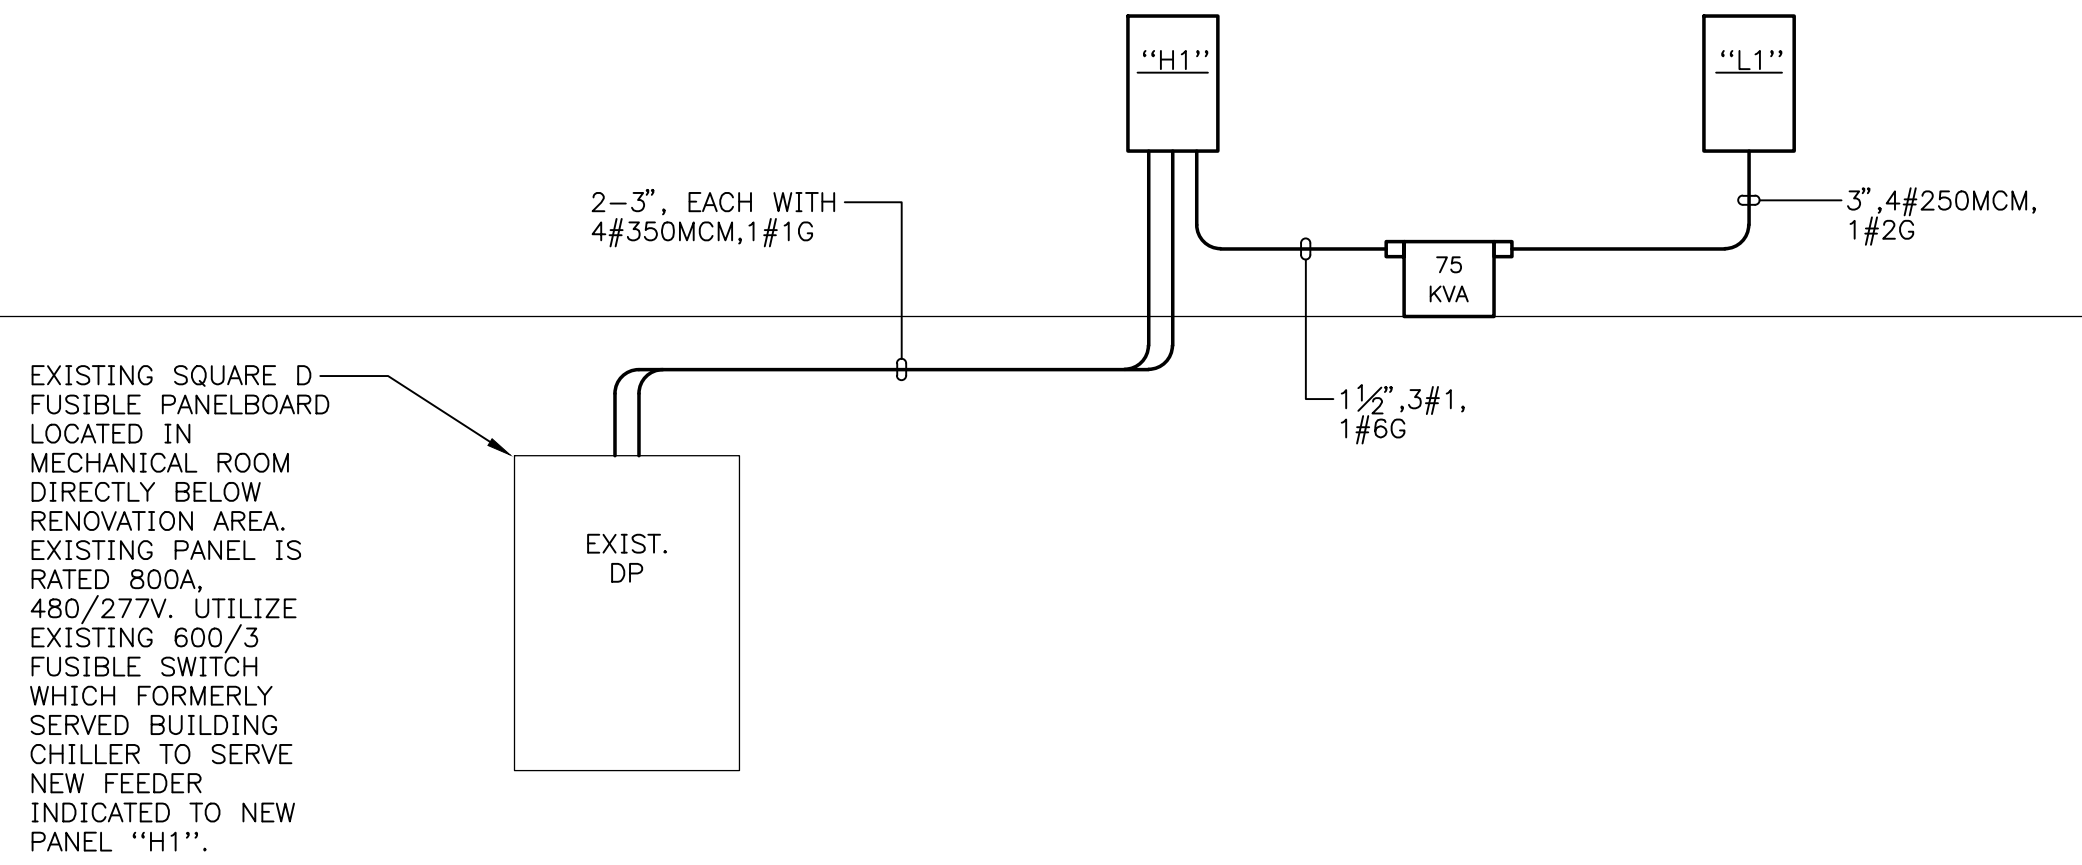 “H1”
“L1”
2-3”, EACH WITH
4#350MCM,1#1G
3”,4#250MCM,
1#2G
75
KVA
1½”,3#1,
1#6G
EXISTING SQUARE D
FUSIBLE PANELBOARD
LOCATED IN
MECHANICAL ROOM
DIRECTLY BELOW
RENOVATION AREA.
EXISTING PANEL IS
RATED 800A,
480/277V. UTILIZE
EXISTING 600/3
FUSIBLE SWITCH
WHICH FORMERLY
SERVED BUILDING
CHILLER TO SERVE
NEW FEEDER
INDICATED TO NEW
PANEL “H1”.
EXIST.
DP